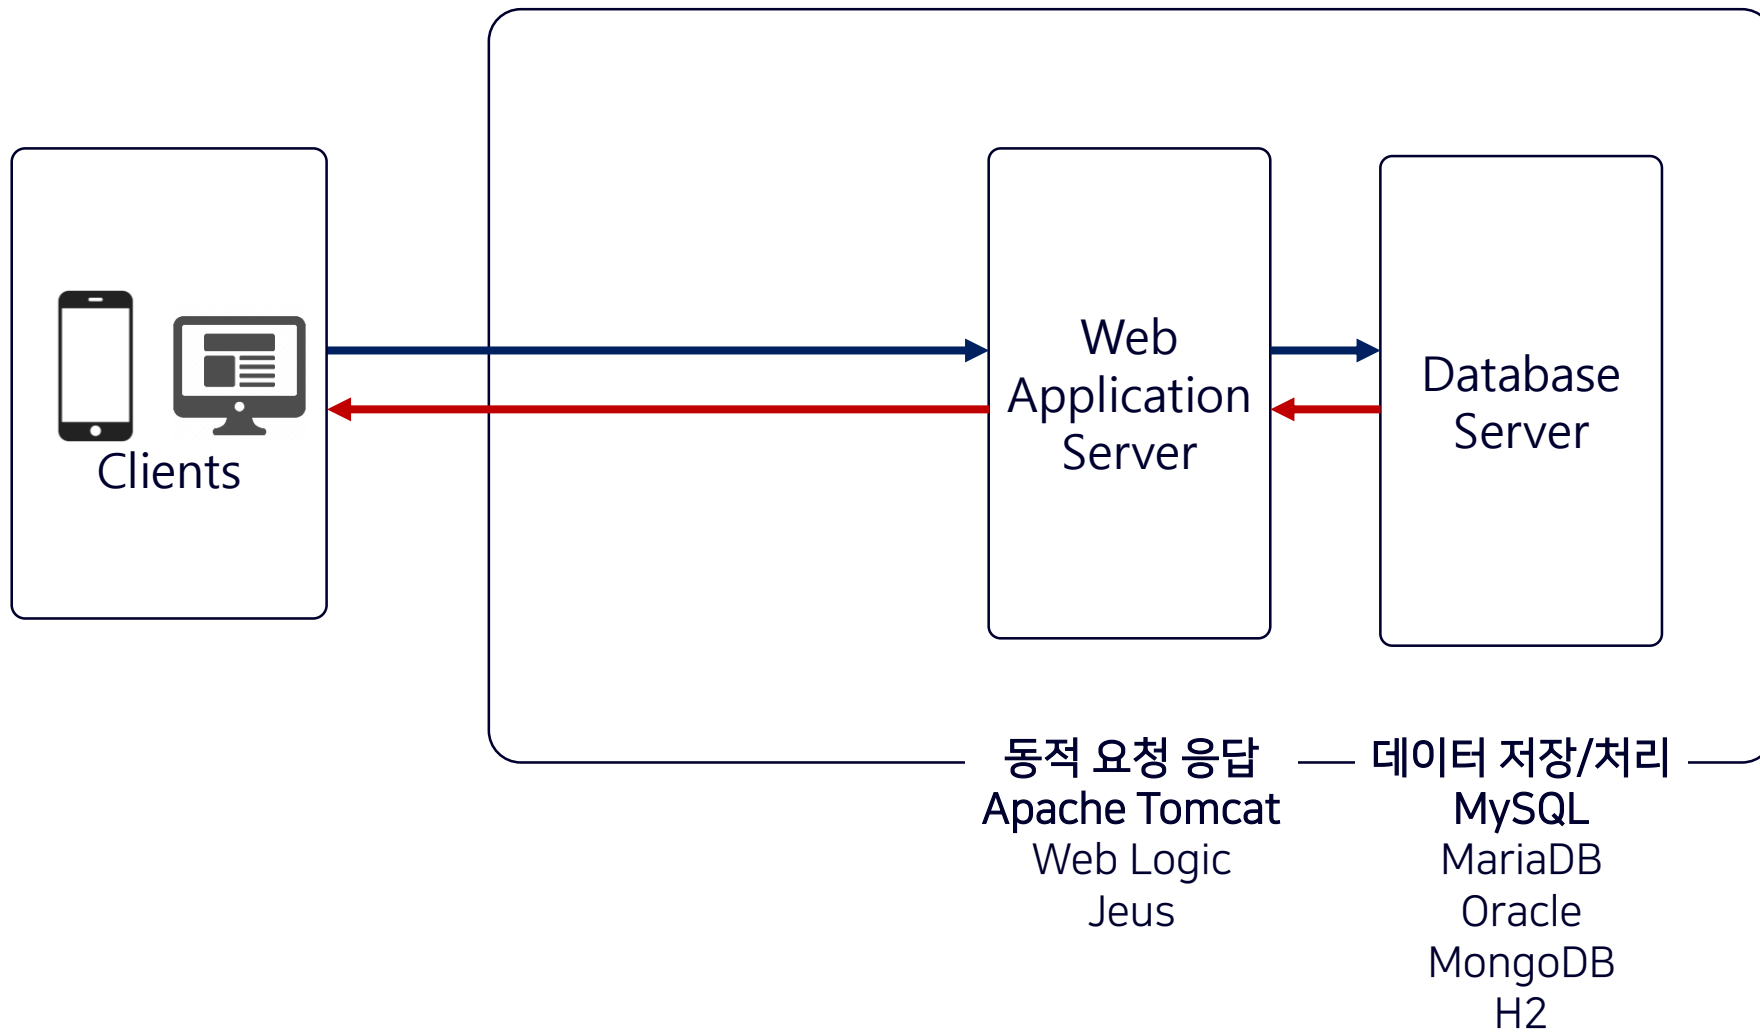 Clients
Web
Application
Server
Database
Server
동적 요청 응답
Apache Tomcat
Web Logic
Jeus
데이터 저장/처리
MySQL
MariaDB
Oracle
MongoDB
H2